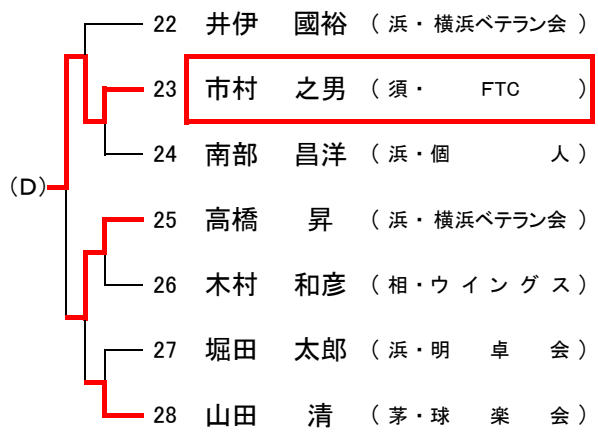 22 井伊 國裕 ( 浜・横浜ベテラン会 )
23 市村 之男 ( 須・ FTC )
24 南部 昌洋 ( 浜・個 人 )
(D)
25 高橋 昇 ( 浜・横浜ベテラン会 )
26 木村 和彦 ( 相・ウイングス )
27 堀田 太郎 ( 浜・明 卓 会 )
28 山田 清 ( 茅・球 楽 会 )